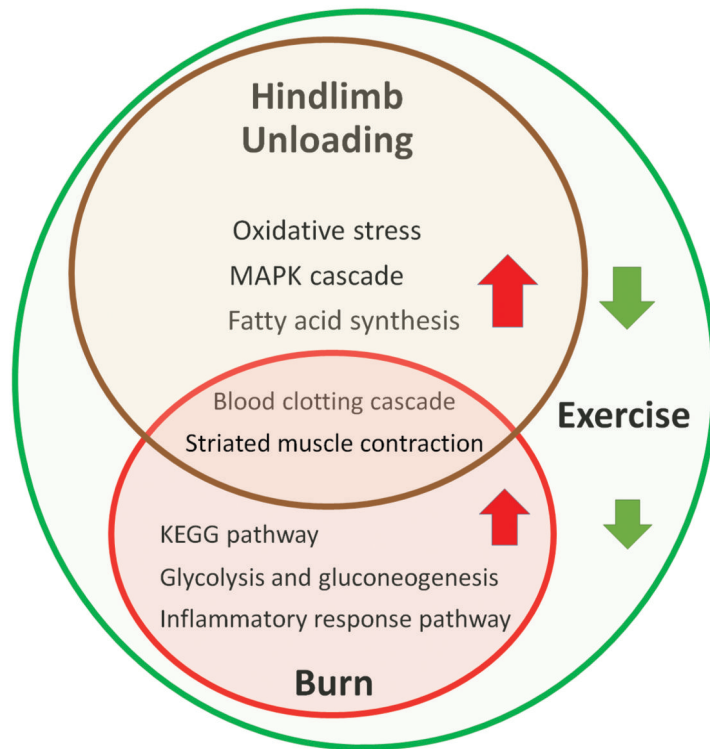 Hindlimb
Unloading
Oxidative stress
MAPK cascade
Fatty acid synthesis
Blood clotting cascade
Striated muscle contraction
Exercise
KEGG pathway
Glycolysis and gluconeogenesis
Inflammatory response pathway
Burn